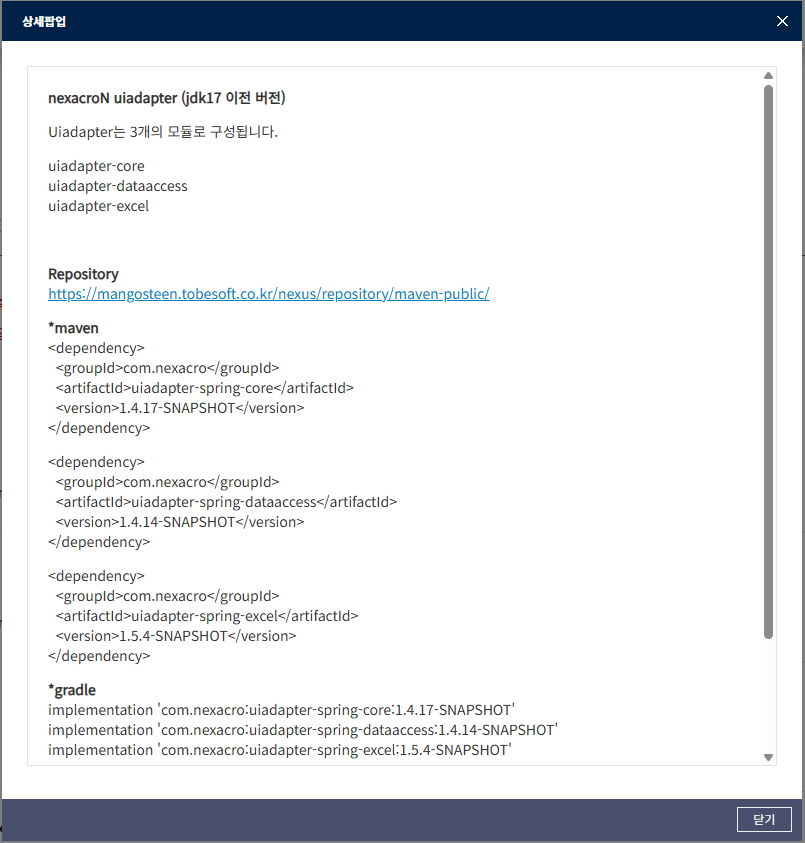 상세팝업
nexacroN uiadapter (jdk17 이전 버전)
Uiadapter는 3개의 모듈로 구성됩니다.
uiadapter-core
uiadapter-dataaccess
uiadapter-excel
Repository
https://mangosteen.tobesoft.co.kr/nexus/repository/maven-public/
*maven
<dependency>
  <groupId>com.nexacro</groupId>
  <artifactId>uiadapter-spring-core</artifactId>
  <version>1.4.17-SNAPSHOT</version>
</dependency>
<dependency>
  <groupId>com.nexacro</groupId>
  <artifactId>uiadapter-spring-dataaccess</artifactId>
  <version>1.4.14-SNAPSHOT</version>
</dependency>
<dependency>
  <groupId>com.nexacro</groupId>
  <artifactId>uiadapter-spring-excel</artifactId>
  <version>1.5.4-SNAPSHOT</version>
</dependency>
*gradle
implementation 'com.nexacro:uiadapter-spring-core:1.4.17-SNAPSHOT'
implementation 'com.nexacro:uiadapter-spring-dataaccess:1.4.14-SNAPSHOT'
implementation 'com.nexacro:uiadapter-spring-excel:1.5.4-SNAPSHOT'
닫기